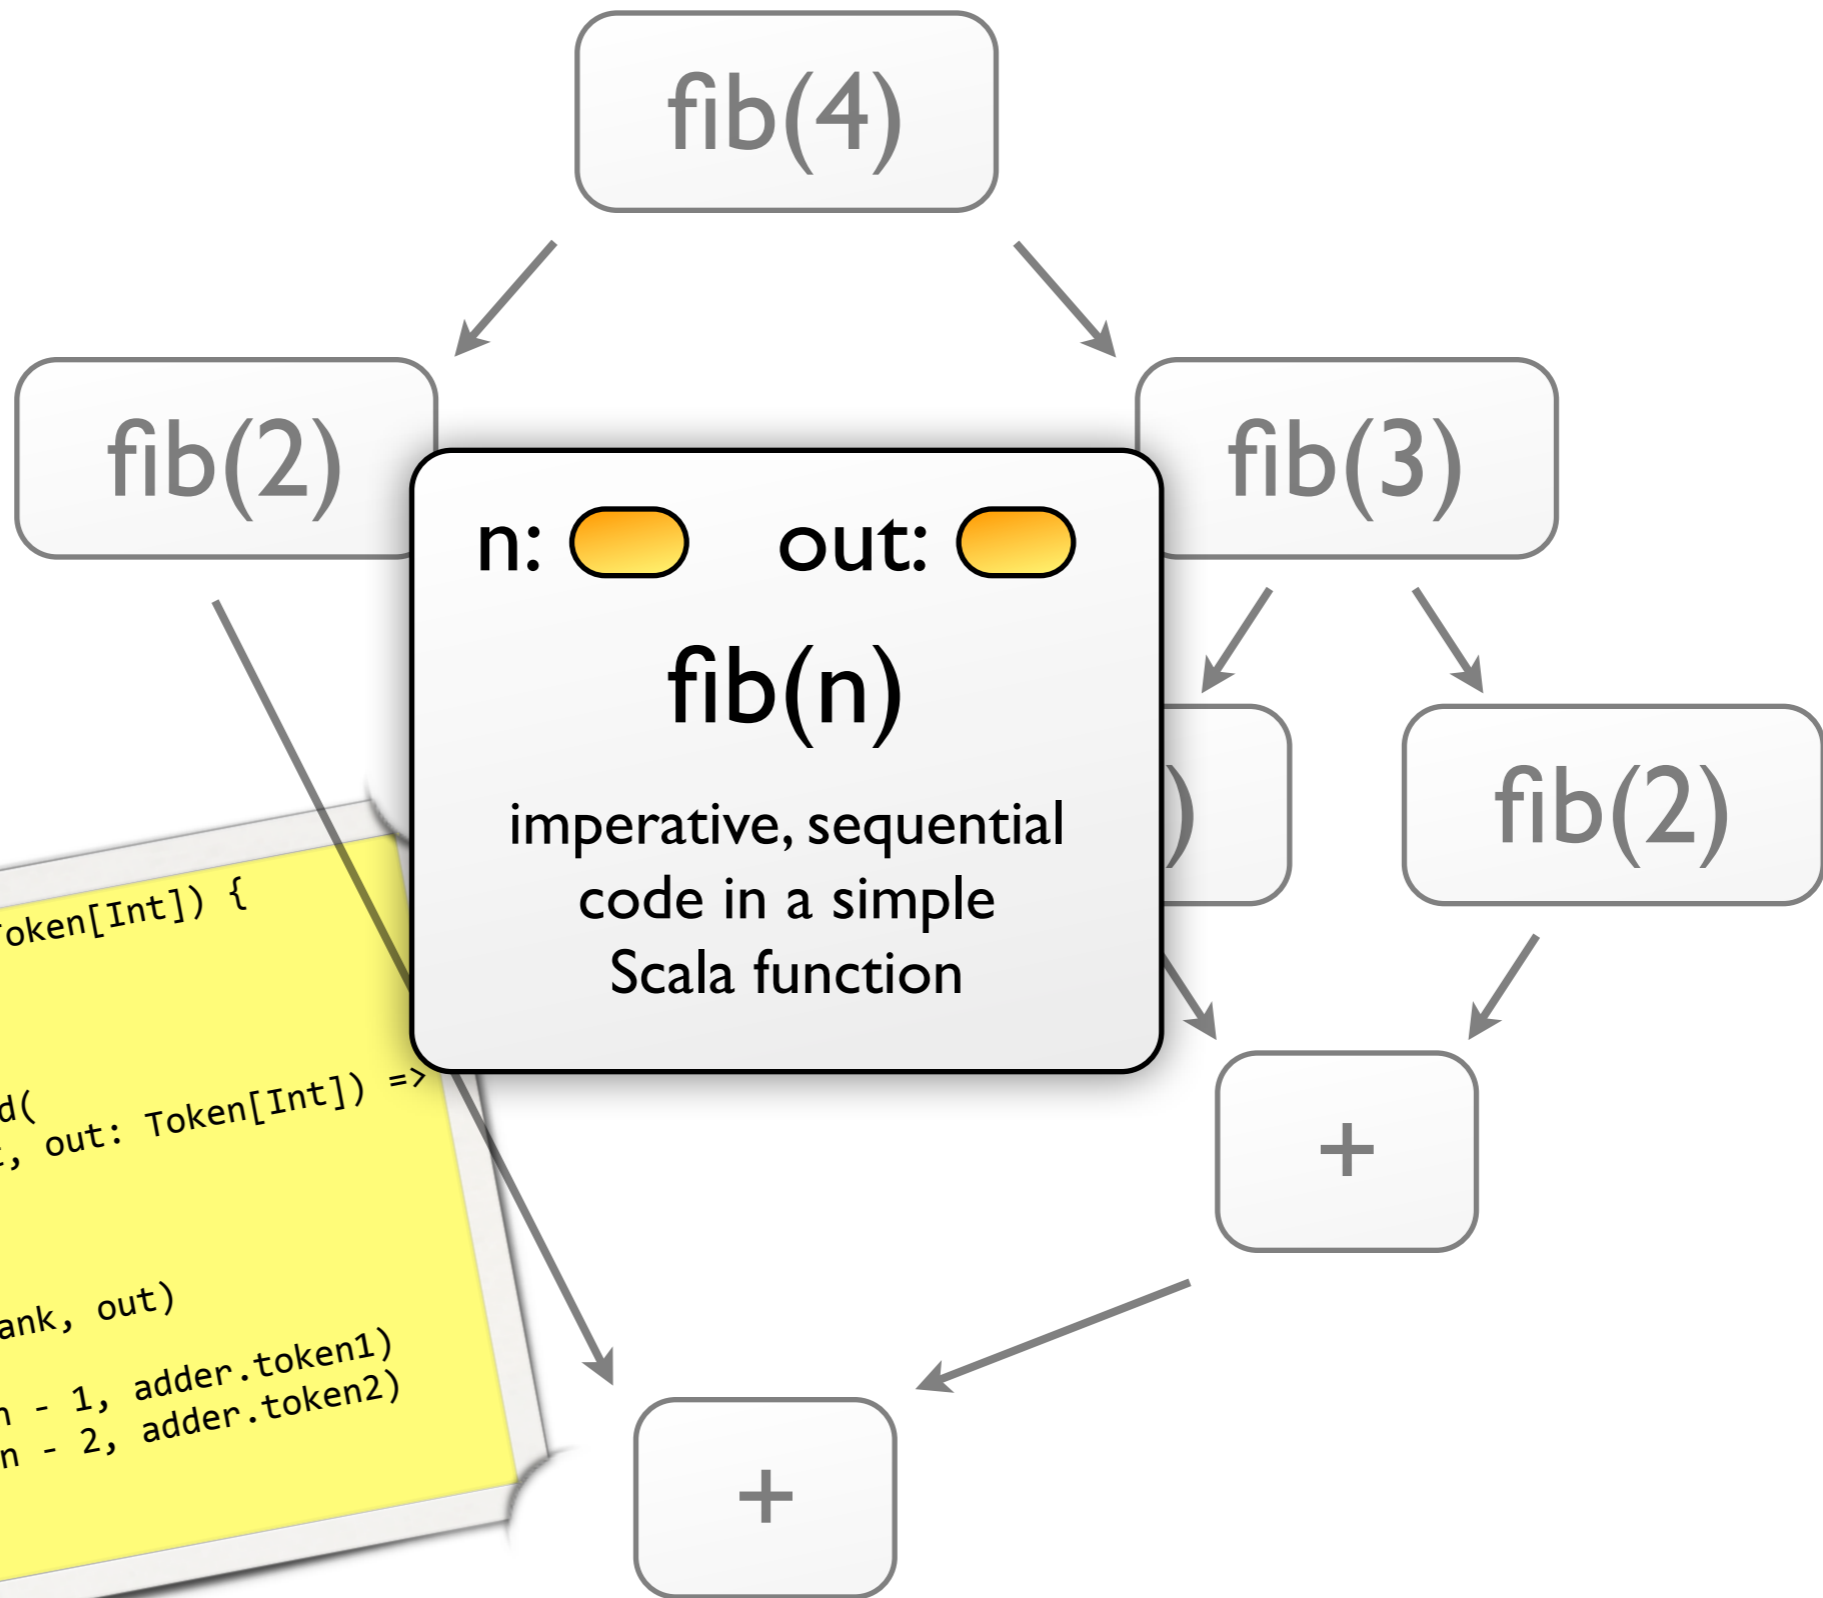 fib(4)
fib(2)
fib(3)
n: out:
fib(n)
imperative, sequential
code in a simple
Scala function
)
fib(2)
Token[Int]) {
d(
, out: Token[Int]) =>
ank, out)
n - 1, adder.token1)
n - 2, adder.token2)
+
+